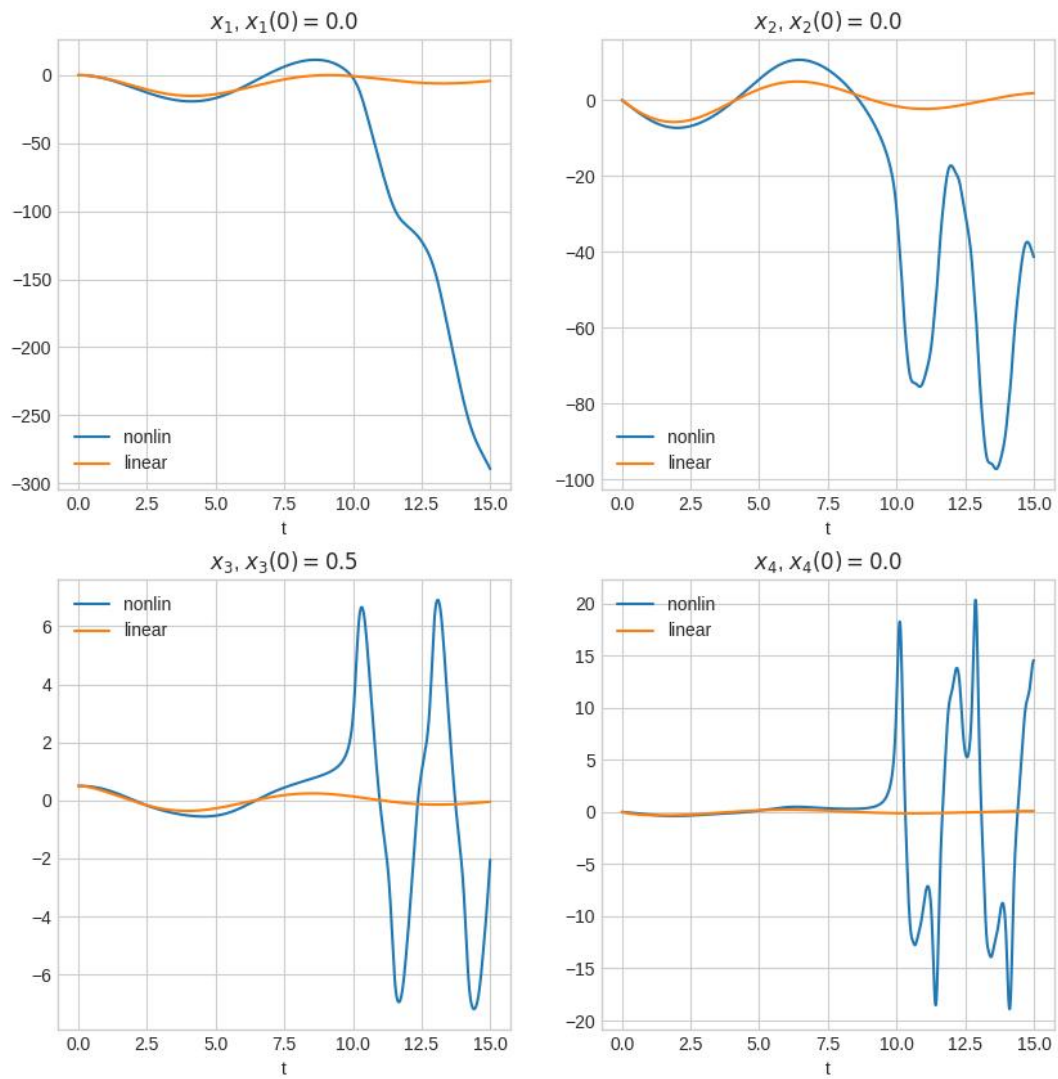 x₁, x₁(0) = 0.0
0
−50
−100
−150
−200
−250
−300
nonlin
linear
0.0 2.5 5.0 7.5 10.0 12.5 15.0
t
x₂, x₂(0) = 0.0
0
−20
−40
−60
−80
−100
nonlin
linear
0.0 2.5 5.0 7.5 10.0 12.5 15.0
t
x₃, x₃(0) = 0.5
nonlin
linear
6
4
2
0
−2
−4
−6
0.0 2.5 5.0 7.5 10.0 12.5 15.0
t
x₄, x₄(0) = 0.0
nonlin
linear
20
15
10
5
0
−5
−10
−15
−20
0.0 2.5 5.0 7.5 10.0 12.5 15.0
t